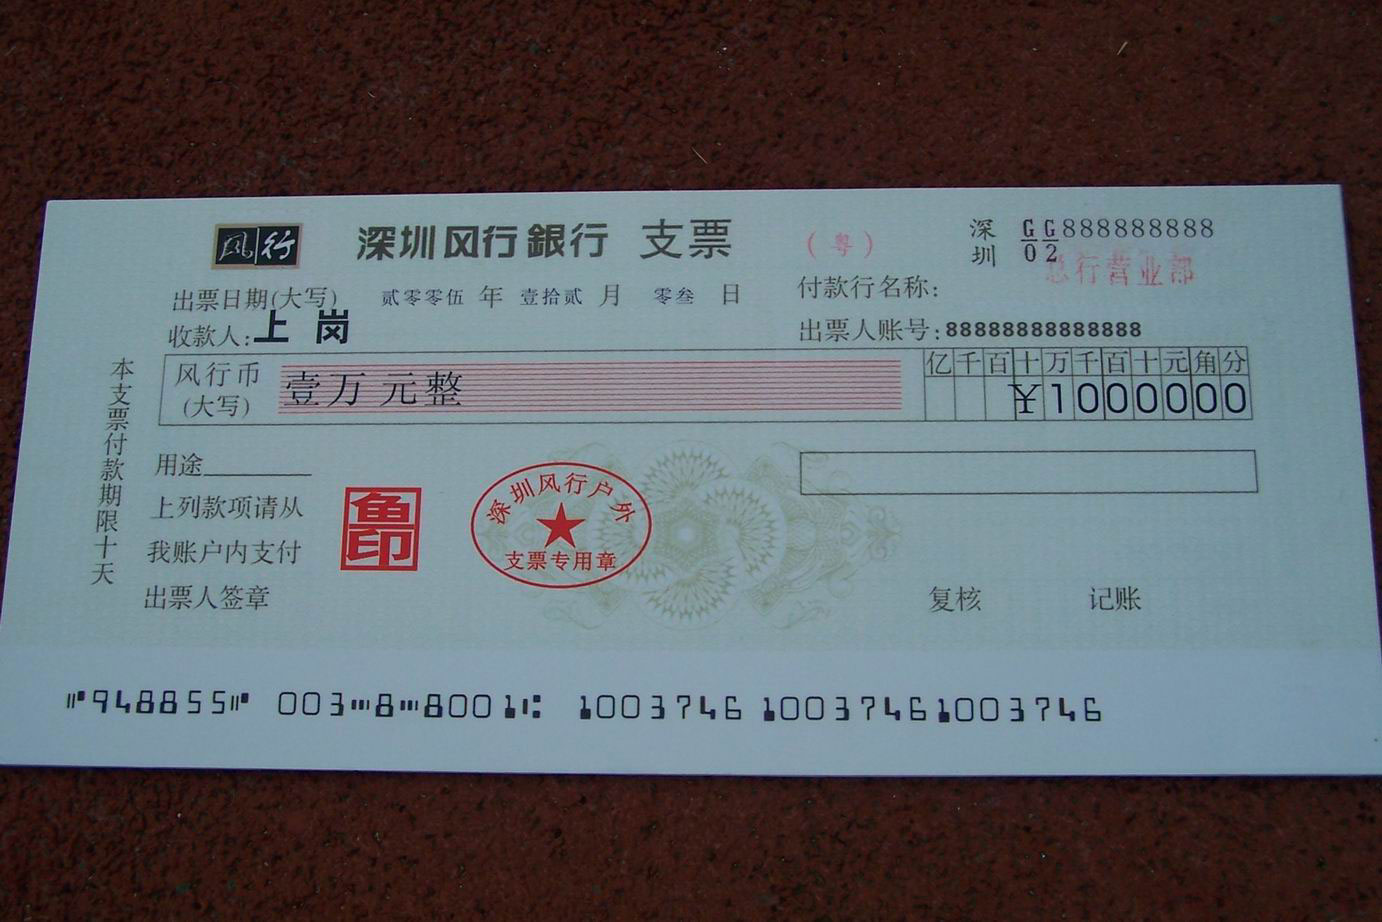 风行 深圳风行銀行 支票 (粤) 深圳 GG/02 888888888
总行营业部
出票日期(大写) 贰零零伍 年 壹拾贰 月 零叁 日 付款行名称:
收款人:上 岗 出票人账号:88888888888888
风行币(大写) 壹万 元整
亿千百十万千百十元角分
¥1000000
本支票付款期限十天
用途
上列款项请从
我账户内支付
出票人签章
鱼印
深圳风行户外
支票专用章
复核 记账
⑈948855⑈ 003⑉8⑉8001⑆ 1003746 1003746 1003746